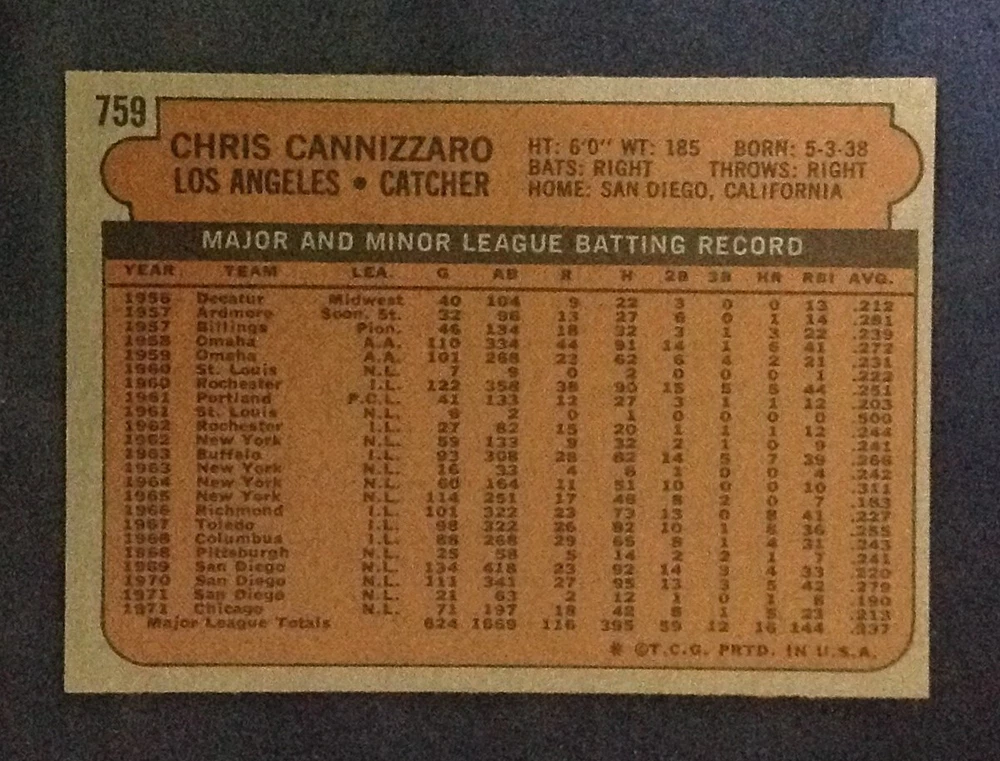 759
CHRIS CANNIZZARO
LOS ANGELES • CATCHER
HT: 6'0" WT: 185 BORN: 5-3-38
BATS: RIGHT THROWS: RIGHT
HOME: SAN DIEGO, CALIFORNIA
MAJOR AND MINOR LEAGUE BATTING RECORD
YEAR TEAM LEA. G AB R H 2B 3B HR RBI AVG.
1956 Decatur Midwest 40 104 9 22 3 0 0 13 .212
1957 Ardmore Soon. St. 32 96 13 27 6 0 1 14 .281
1957 Billings Pion. 46 134 18 32 3 1 3 22 .239
1958 Omaha A.A. 110 334 44 91 14 1 6 41 .272
1959 Omaha A.A. 101 268 23 62 6 4 2 21 .231
1960 St. Louis N.L. 7 9 0 2 0 0 0 1 .222
1960 Rochester I.L. 122 358 38 90 15 5 5 44 .251
1961 Portland P.C.L. 41 133 12 27 3 1 1 12 .203
1961 St. Louis N.L. 6 2 0 1 0 0 0 0 .500
1962 Rochester I.L. 27 82 15 20 1 1 1 12 .244
1962 New York N.L. 59 133 9 32 2 1 0 9 .241
1963 Buffalo I.L. 93 308 28 82 14 5 7 39 .266
1963 New York N.L. 16 33 4 8 1 0 0 4 .242
1964 New York N.L. 60 164 11 51 10 0 0 10 .311
1965 New York N.L. 114 251 17 46 8 2 0 7 .183
1966 Richmond I.L. 101 322 23 73 13 0 8 41 .227
1967 Toledo I.L. 98 322 26 82 10 1 8 36 .255
1968 Columbus I.L. 88 268 29 65 8 1 4 31 .243
1968 Pittsburgh N.L. 25 58 5 14 2 2 1 7 .241
1969 San Diego N.L. 134 418 23 92 14 3 4 33 .220
1970 San Diego N.L. 111 341 27 95 13 3 5 42 .279
1971 San Diego N.L. 21 63 2 12 1 0 1 8 .190
1971 Chicago N.L. 71 197 18 42 8 1 5 23 .213
Major League Totals 624 1669 116 395 59 12 16 144 .237
* ©T.C.G. PRTD. IN U.S.A.